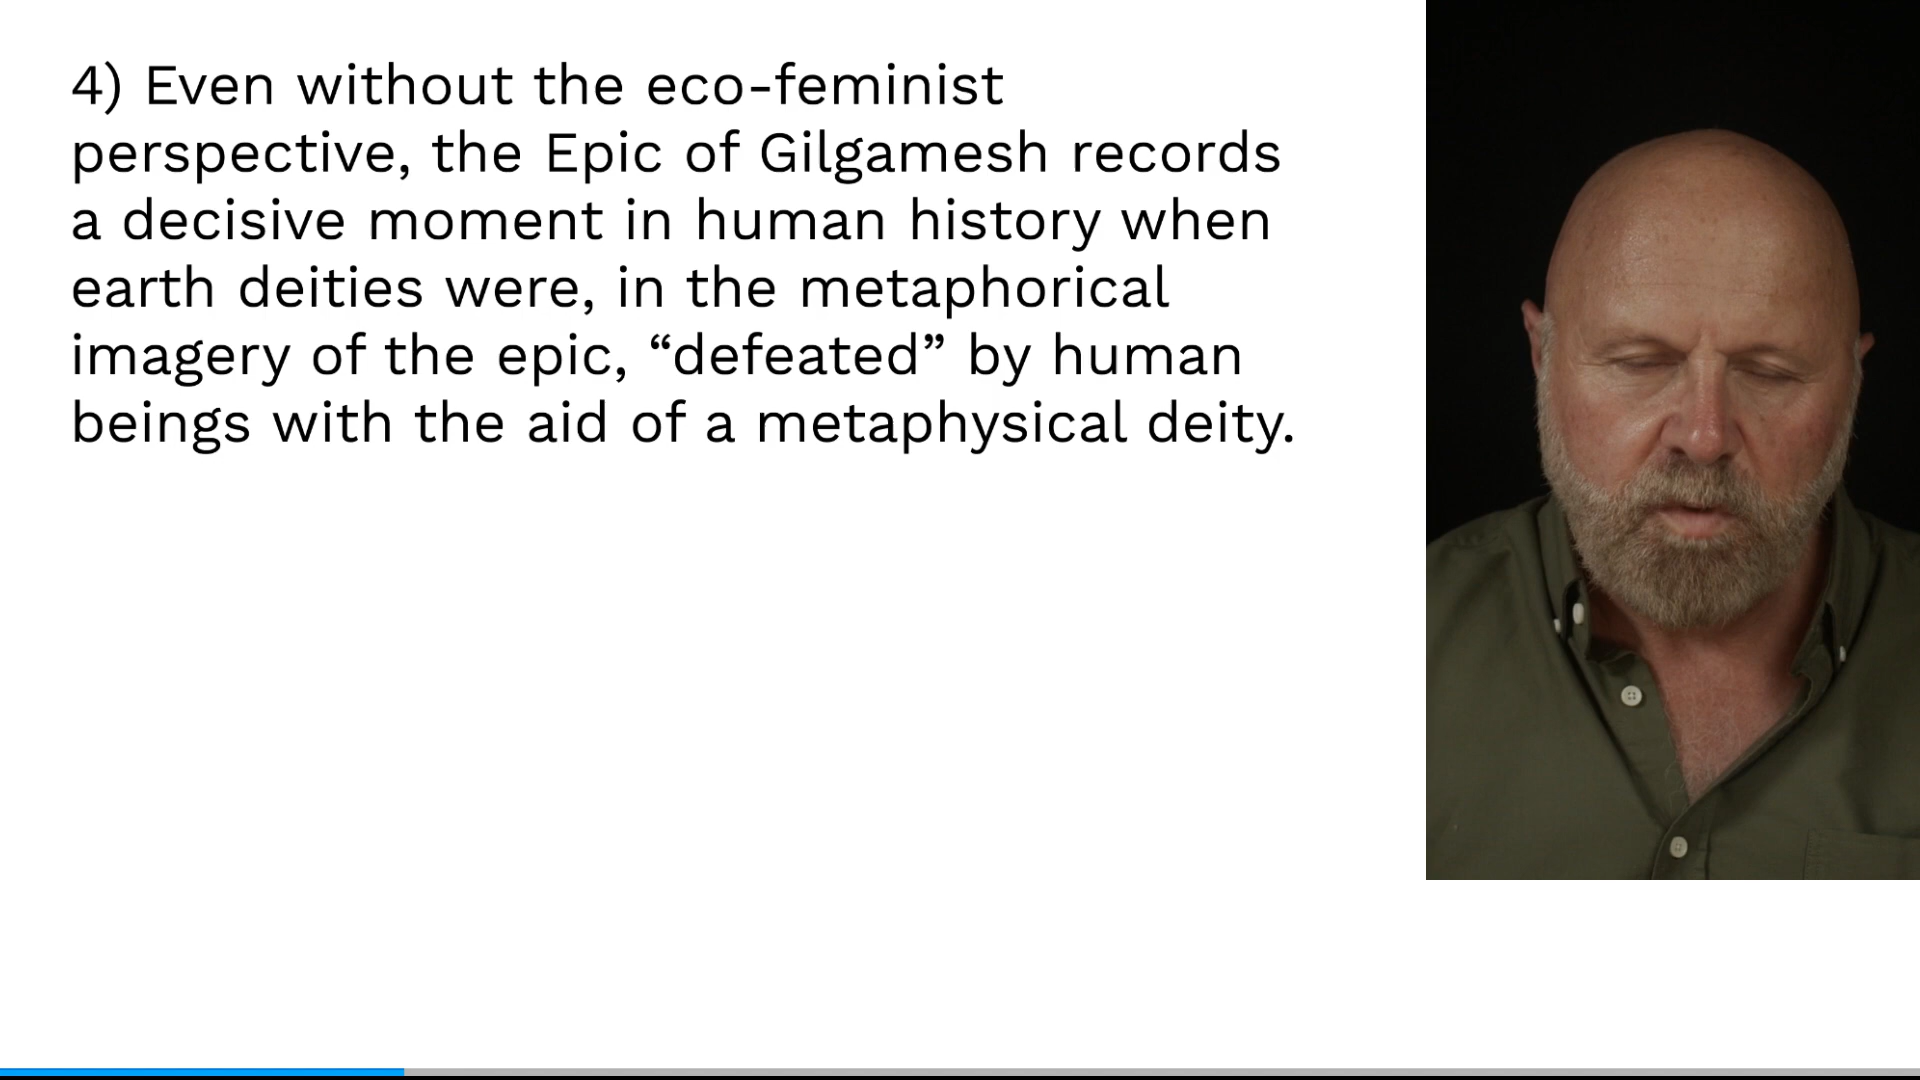 4) Even without the eco-feminist
perspective, the Epic of Gilgamesh records
a decisive moment in human history when
earth deities were, in the metaphorical
imagery of the epic, “defeated” by human
beings with the aid of a metaphysical deity.